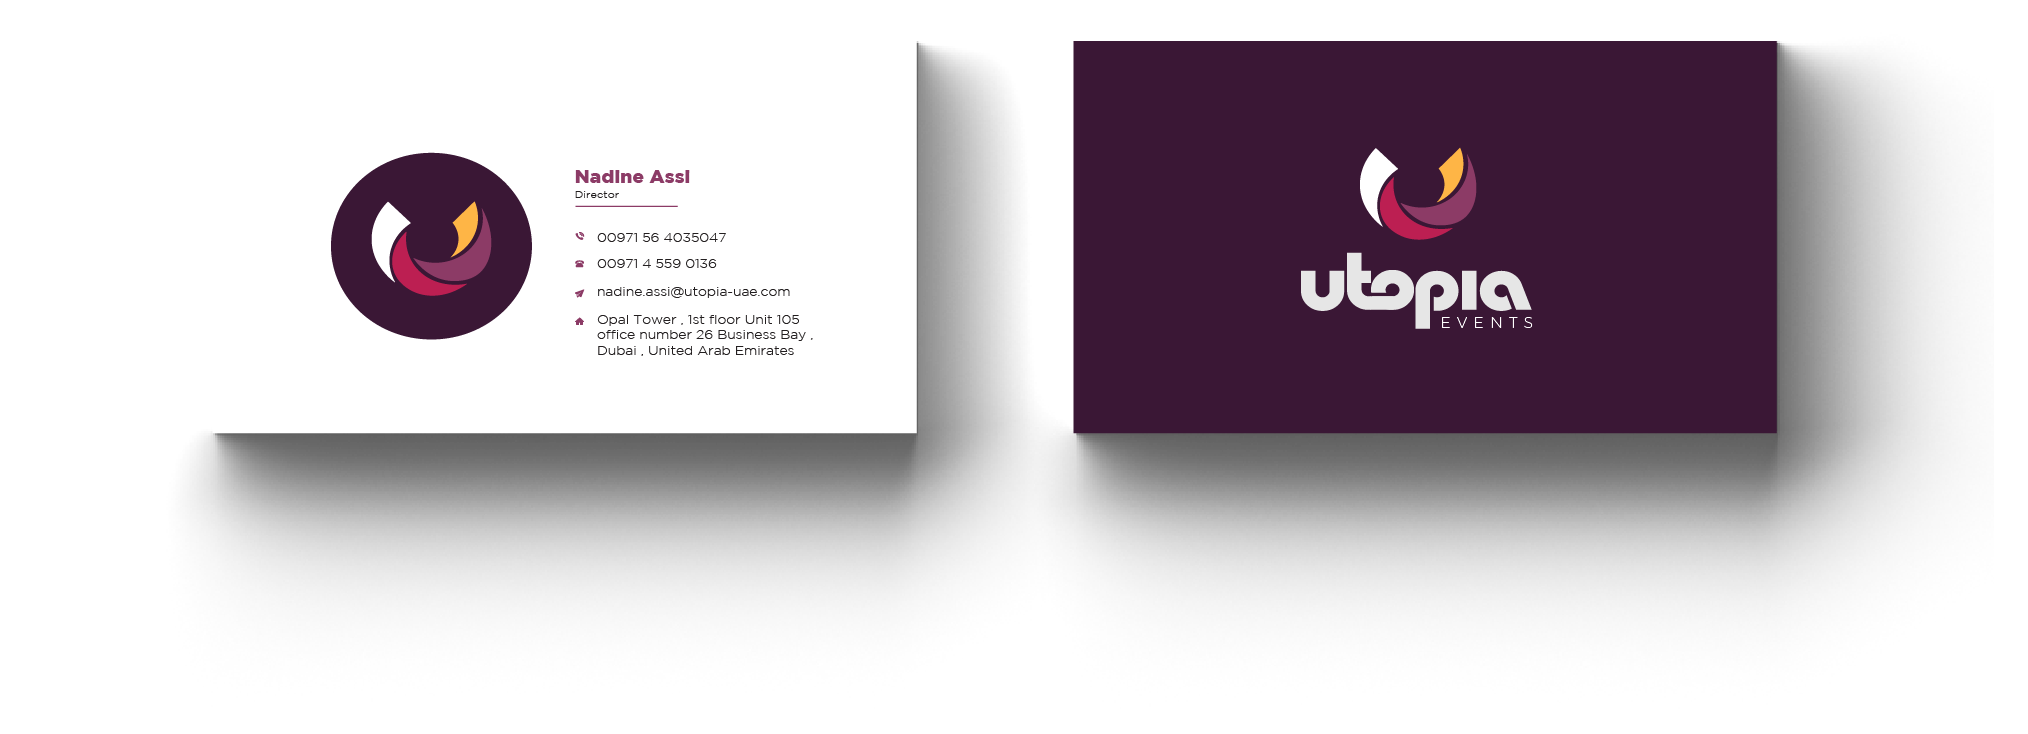 Nadine Assi
Director
00971 56 4035047
00971 4 559 0136
nadine.assi@utopia-uae.com
Opal Tower , 1st floor Unit 105
office number 26 Business Bay ,
Dubai , United Arab Emirates
utopia
EVENTS